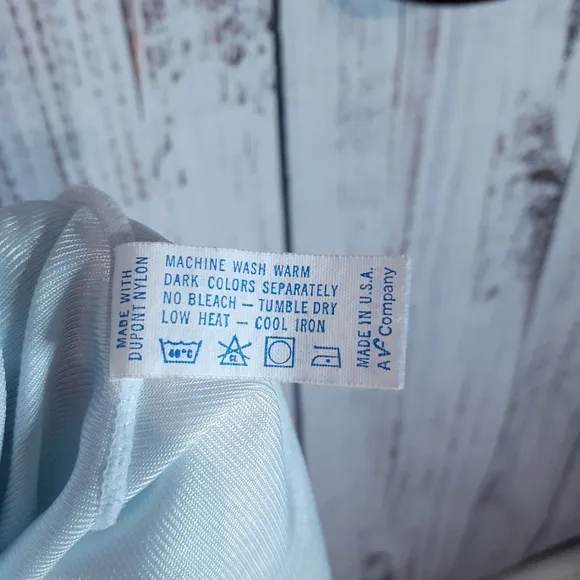 MADE WITH
DUPONT NYLON
MACHINE WASH WARM
DARK COLORS SEPARATELY
NO BLEACH — TUMBLE DRY
LOW HEAT — COOL IRON
40°C
CL
MADE IN U.S.A.
A VF Company